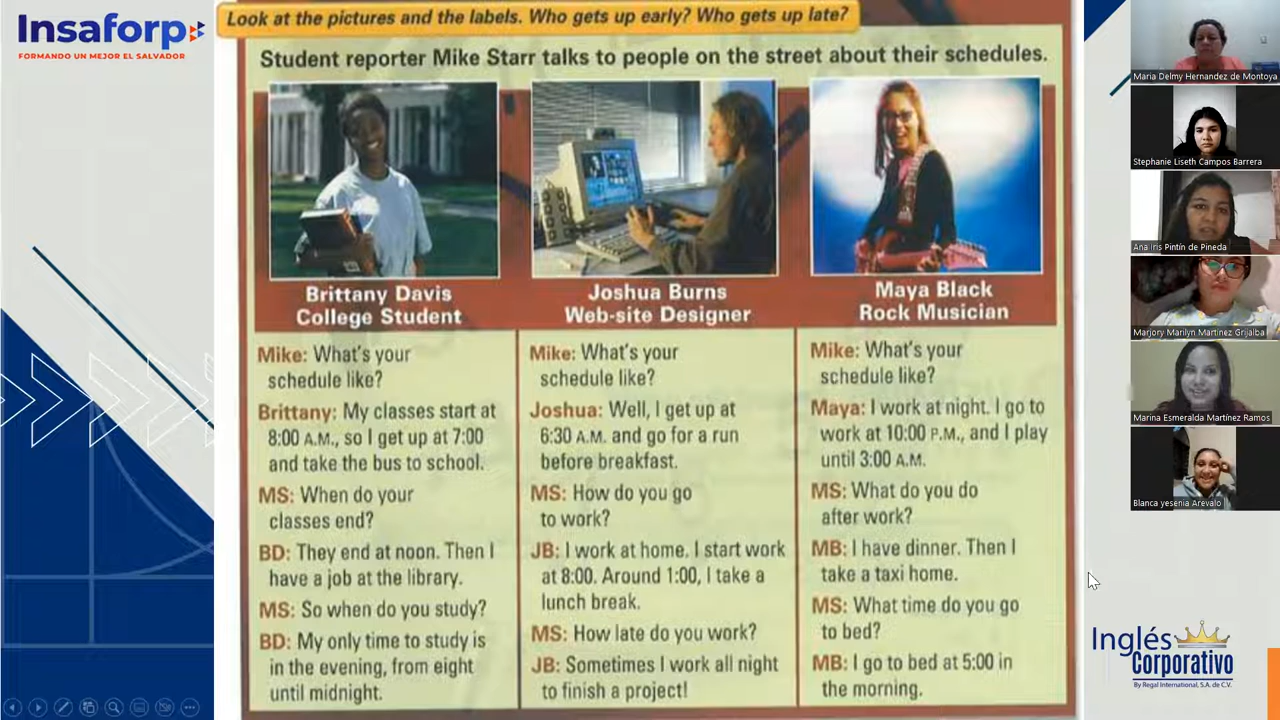 Insaforp
FORMANDO UN MEJOR EL SALVADOR
Look at the pictures and the labels. Who gets up early? Who gets up late?
Student reporter Mike Starr talks to people on the street about their schedules.
Brittany Davis
College Student
Mike: What's your
schedule like?
Brittany: My classes start at
8:00 A.M., so I get up at 7:00
and take the bus to school.
MS: When do your
classes end?
BD: They end at noon. Then I
have a job at the library.
MS: So when do you study?
BD: My only time to study is
in the evening, from eight
until midnight.
Joshua Burns
Web-site Designer
Mike: What's your
schedule like?
Joshua: Well, I get up at
6:30 A.M. and go for a run
before breakfast.
MS: How do you go
to work?
JB: I work at home. I start work
at 8:00. Around 1:00, I take a
lunch break.
MS: How late do you work?
JB: Sometimes I work all night
to finish a project!
Maya Black
Rock Musician
Mike: What's your
schedule like?
Maya: I work at night. I go to
work at 10:00 P.M., and I play
until 3:00 A.M.
MS: What do you do
after work?
MB: I have dinner. Then I
take a taxi home.
MS: What time do you go
to bed?
MB: I go to bed at 5:00 in
the morning.
Maria Delmy Hernandez de Montoya
Stephanie Liseth Campos Barrera
Ana Iris Pintín de Pineda
Marjory Marilyn Martinez Grijalba
Marina Esmeralda Martínez Ramos
Blanca yesenia Arevalo
Inglés
Corporativo
By Regal International, S.A. de C.V.